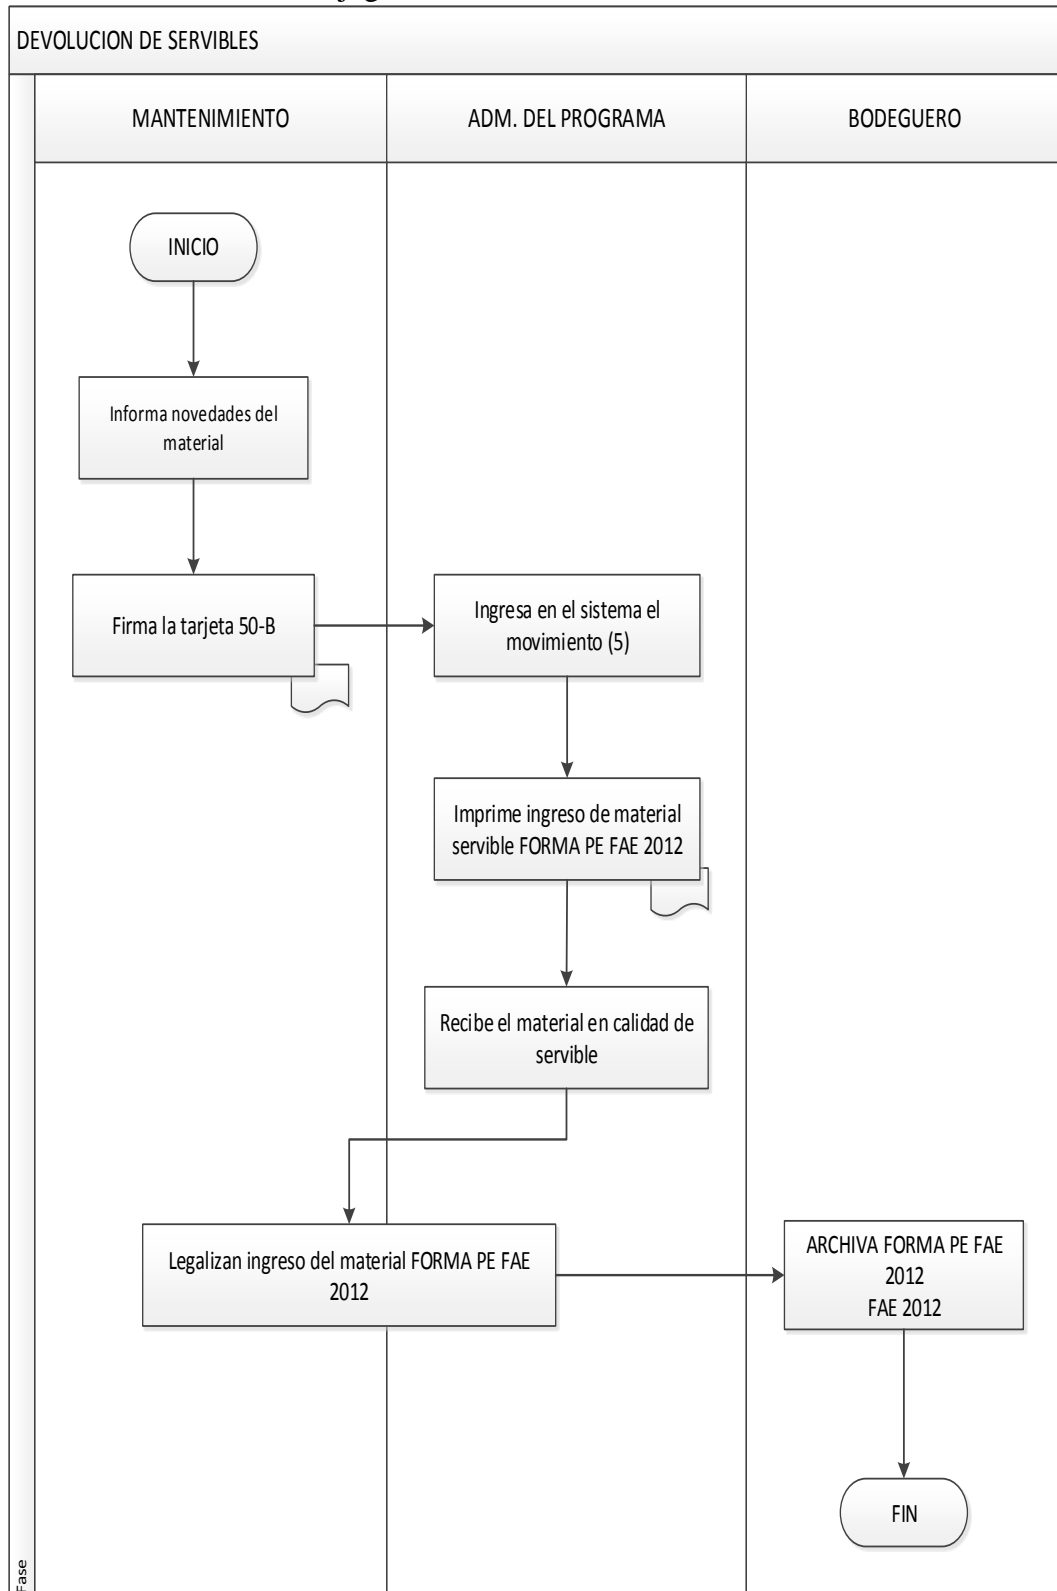 DEVOLUCION DE SERVIBLES
MANTENIMIENTO
ADM. DEL PROGRAMA
BODEGUERO
INICIO
Informa novedades del
material
Firma la tarjeta 50-B
Ingresa en el sistema el
movimiento (5)
Imprime ingreso de material
servible FORMA PE FAE 2012
Recibe el material en calidad de
servible
Legalizan ingreso del material FORMA PE FAE
2012
ARCHIVA FORMA PE FAE
2012
FAE 2012
FIN
Fase